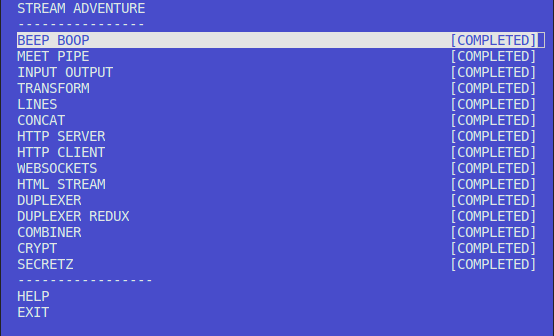 STREAM ADVENTURE
----------------
BEEP BOOP [COMPLETED]
MEET PIPE [COMPLETED]
INPUT OUTPUT [COMPLETED]
TRANSFORM [COMPLETED]
LINES [COMPLETED]
CONCAT [COMPLETED]
HTTP SERVER [COMPLETED]
HTTP CLIENT [COMPLETED]
WEBSOCKETS [COMPLETED]
HTML STREAM [COMPLETED]
DUPLEXER [COMPLETED]
DUPLEXER REDUX [COMPLETED]
COMBINER [COMPLETED]
CRYPT [COMPLETED]
SECRETZ [COMPLETED]
-----------------
HELP
EXIT